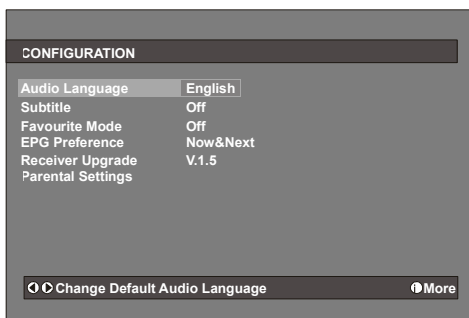 CONFIGURATION
Audio Language English
Subtitle Off
Favourite Mode Off
EPG Preference Now&Next
Receiver Upgrade V.1.5
Parental Settings
Change Default Audio Language More